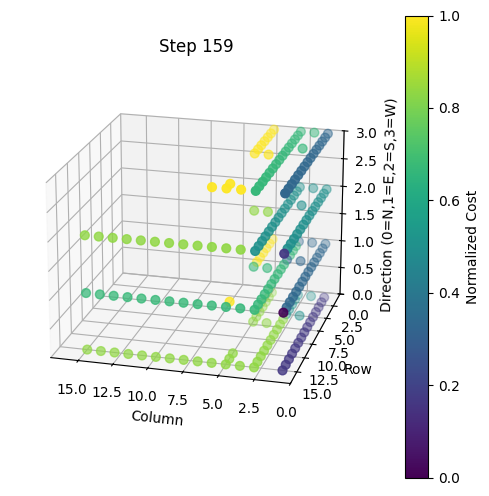 Step 159
15.0 12.5 10.0 7.5 5.0 2.5 0.0
Column
0.0 2.5 5.0 7.5 10.0 12.5 15.0
Row
3.0 2.5 2.0 1.5 1.0 0.5 0.0
Direction (0=N,1=E,2=S,3=W)
1.0
0.8
0.6
0.4
0.2
0.0
Normalized Cost